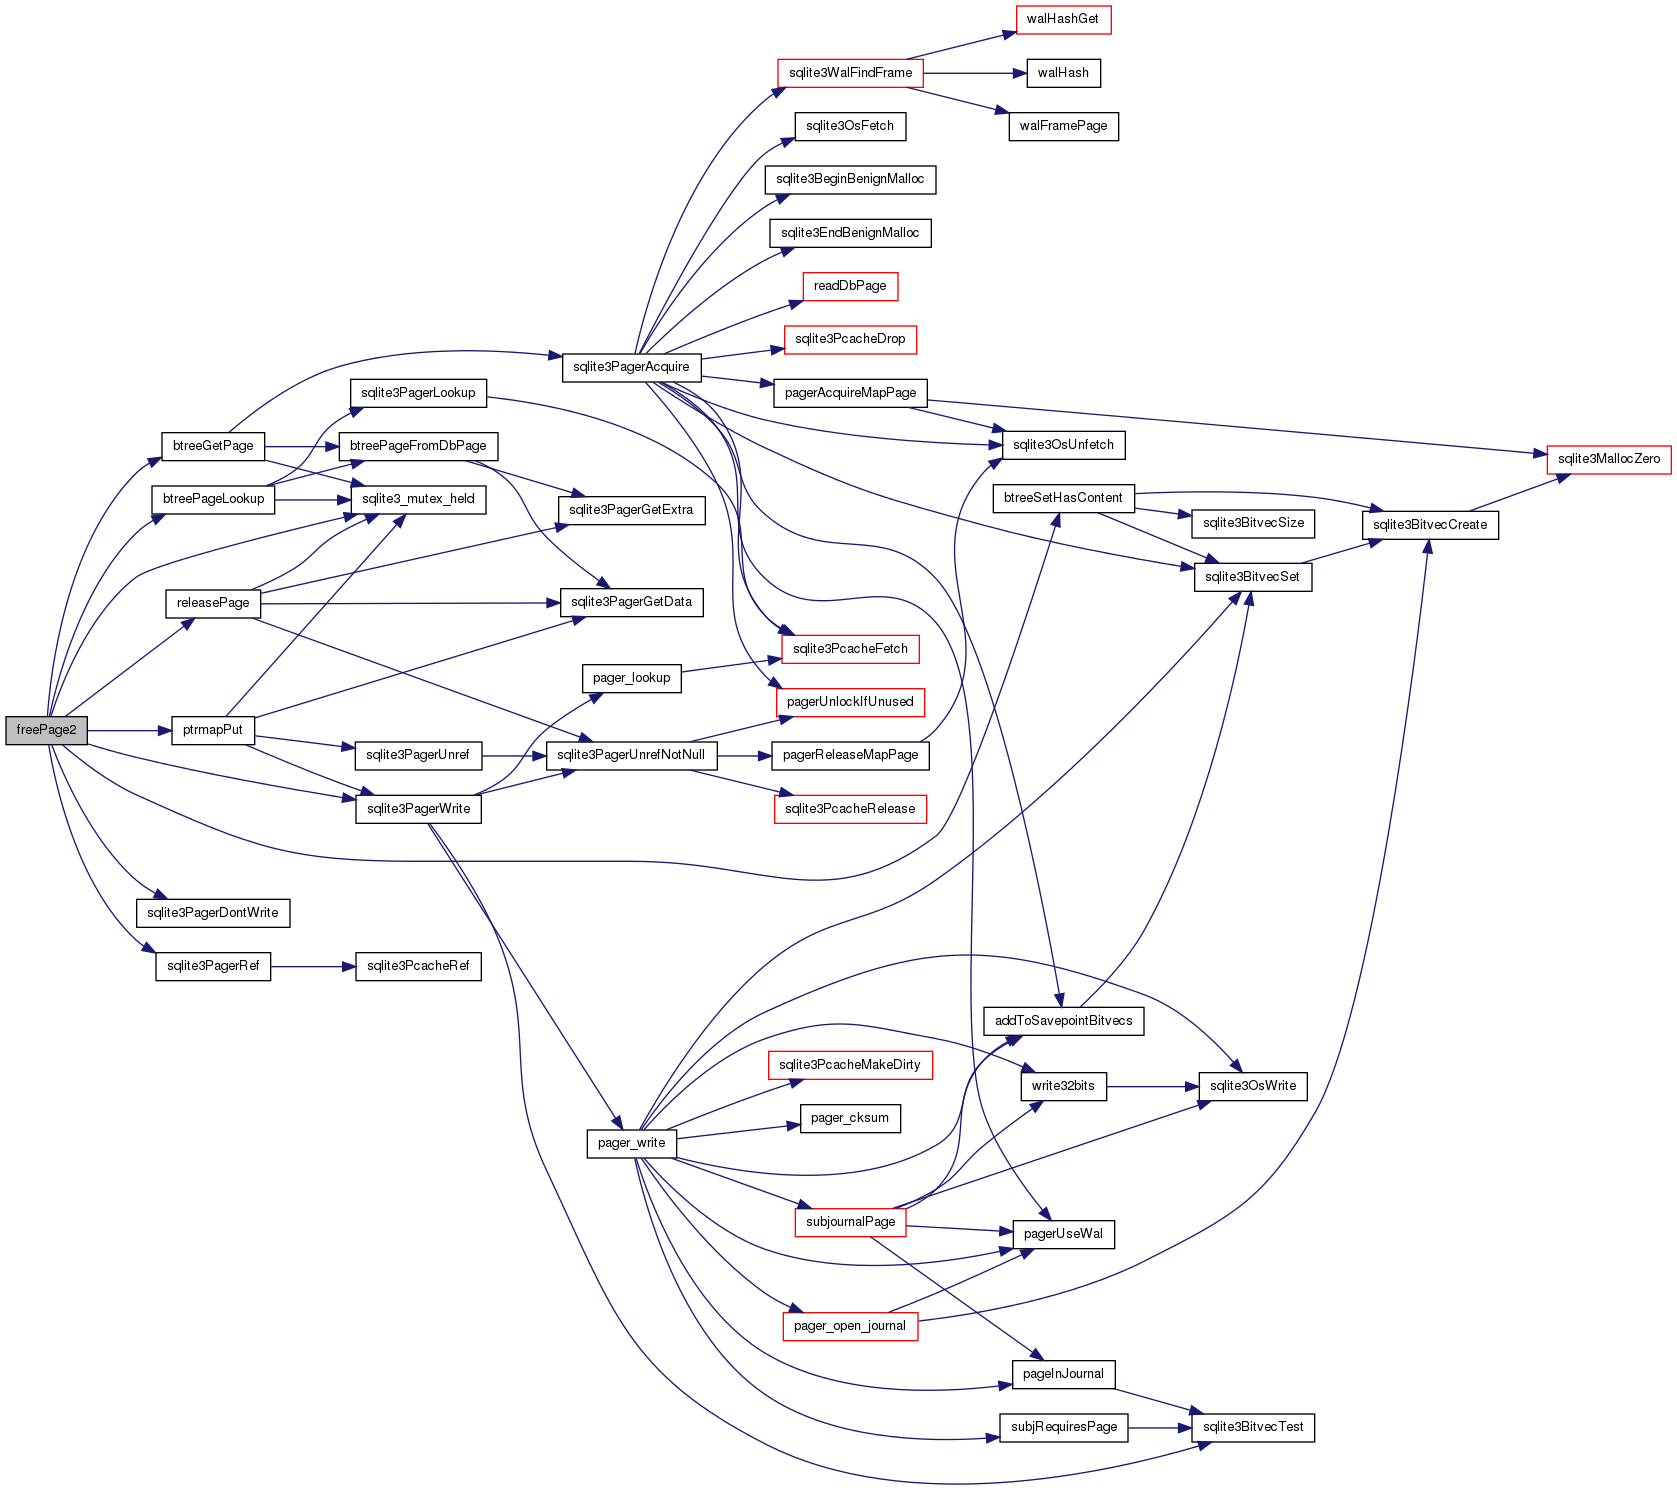 walHashGet
sqlite3WalFindFrame
walHash
sqlite3OsFetch
walFramePage
sqlite3BeginBenignMalloc
sqlite3EndBenignMalloc
readDbPage
sqlite3PcacheDrop
sqlite3PagerAcquire
sqlite3PagerLookup
pagerAcquireMapPage
btreeGetPage
btreePageFromDbPage
sqlite3OsUnfetch
sqlite3MallocZero
btreePageLookup
sqlite3_mutex_held
btreeSetHasContent
sqlite3PagerGetExtra
sqlite3BitvecSize
sqlite3BitvecCreate
sqlite3BitvecSet
releasePage
sqlite3PagerGetData
sqlite3PcacheFetch
pager_lookup
pagerUnlockIfUnused
freePage2
ptrmapPut
sqlite3PagerUnref
sqlite3PagerUnrefNotNull
pagerReleaseMapPage
sqlite3PagerWrite
sqlite3PcacheRelease
sqlite3PagerDontWrite
sqlite3PagerRef
sqlite3PcacheRef
addToSavepointBitvecs
sqlite3PcacheMakeDirty
write32bits
sqlite3OsWrite
pager_cksum
pager_write
subjournalPage
pagerUseWal
pager_open_journal
pageInJournal
subjRequiresPage
sqlite3BitvecTest